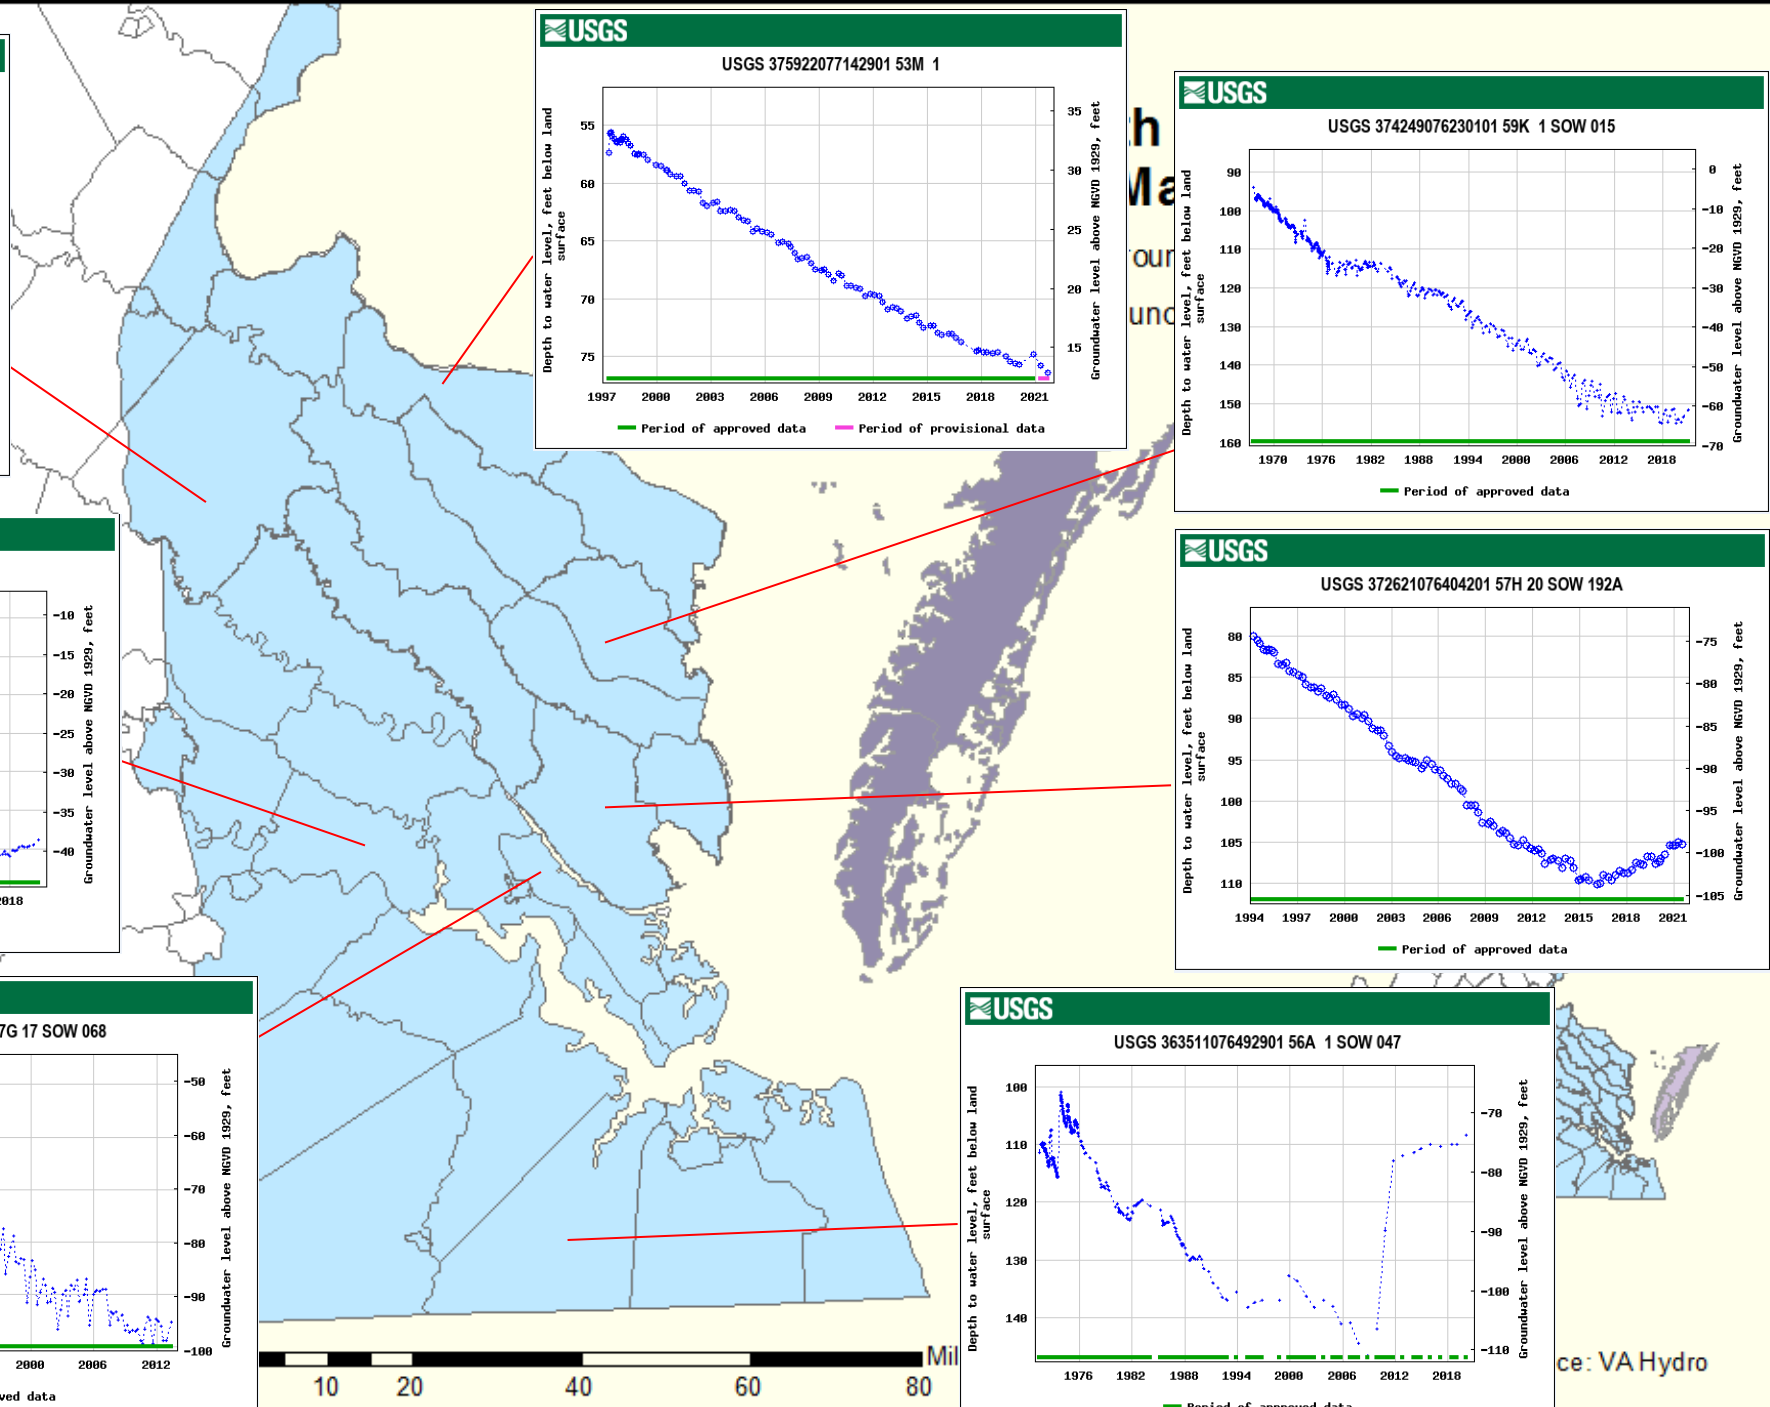 USGS
USGS 375922077142901 53M 1
Depth to water level, feet below land
surface
55
60
65
70
75
35
30
25
20
15
Groundwater level above NGVD 1929, feet
1997 2000 2003 2006 2009 2012 2015 2018 2021
Period of approved data Period of provisional data
th
Ma
roun
und
USGS
USGS 374249076230101 59K 1 SOW 015
Depth to water level, feet below land
surface
90
100
110
120
130
140
150
160
0
-10
-20
-30
-40
-50
-60
-70
Groundwater level above NGVD 1929, feet
1970 1976 1982 1988 1994 2000 2006 2012 2018
Period of approved data
USGS
USGS 372621076404201 57H 20 SOW 192A
Depth to water level, feet below land
surface
80
85
90
95
100
105
110
-75
-80
-85
-90
-95
-100
-105
Groundwater level above NGVD 1929, feet
1994 1997 2000 2003 2006 2009 2012 2015 2018 2021
Period of approved data
-10
-15
-20
-25
-30
-35
-40
Groundwater level above NGVD 1929, feet
2018
7G 17 SOW 068
-50
-60
-70
-80
-90
-100
Groundwater level above NGVD 1929, feet
2000 2006 2012
ved data
USGS
USGS 363511076492901 56A 1 SOW 047
Depth to water level, feet below land
surface
100
110
120
130
140
-70
-80
-90
-100
-110
Groundwater level above NGVD 1929, feet
1976 1982 1988 1994 2000 2006 2012 2018
Period of approved data
10 20 40 60 80
Mil
ce: VA Hydro